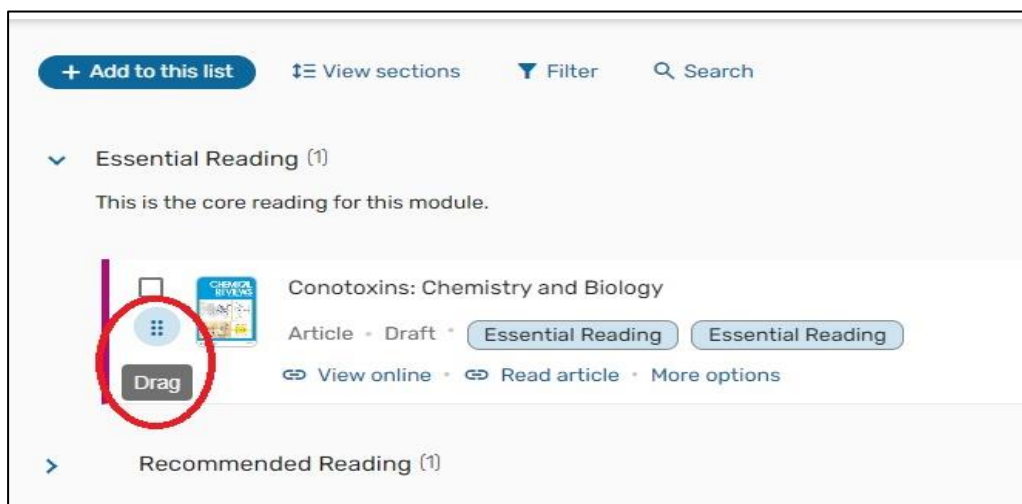 + Add to this list View sections Filter Search
Essential Reading (1)
This is the core reading for this module.
CHEMICAL
REVIEWS
Conotoxins: Chemistry and Biology
Article • Draft • Essential Reading Essential Reading
Drag
View online • Read article • More options
Recommended Reading (1)